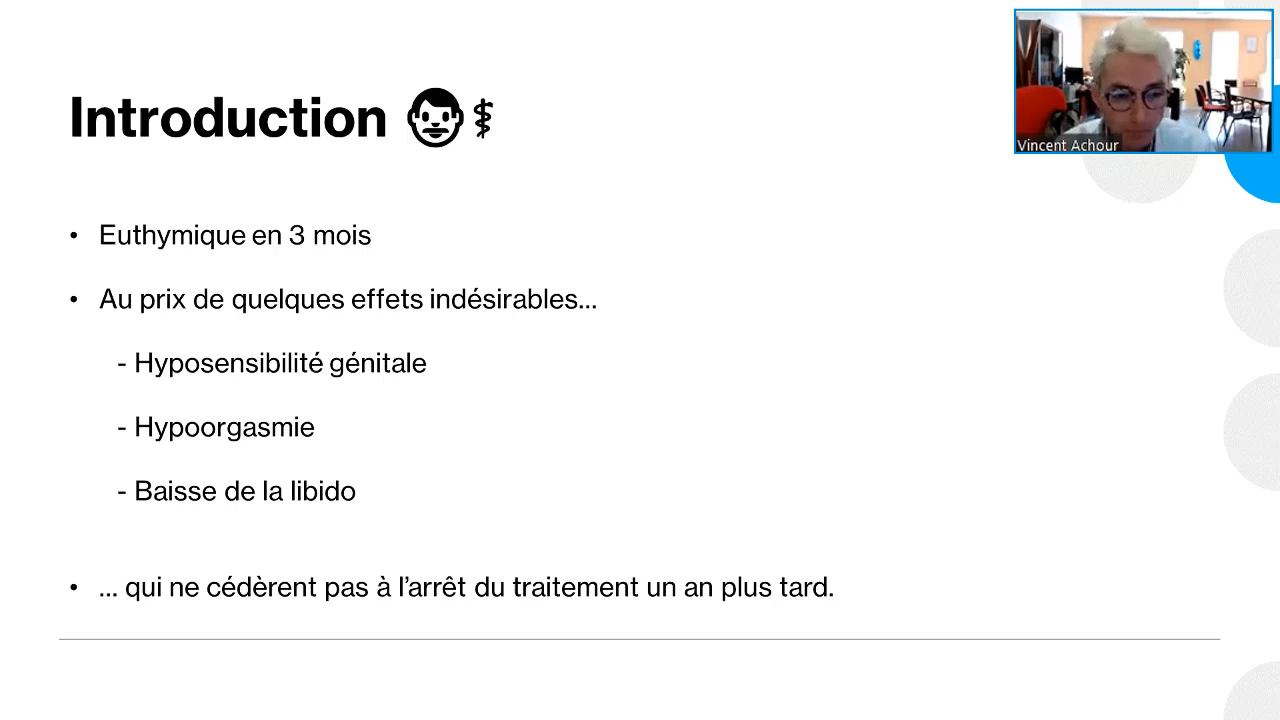 Introduction
Vincent Achour
• Euthymique en 3 mois
• Au prix de quelques effets indésirables...
- Hyposensibilité génitale
- Hypoorgasmie
- Baisse de la libido
• ... qui ne cédèrent pas à l’arrêt du traitement un an plus tard.